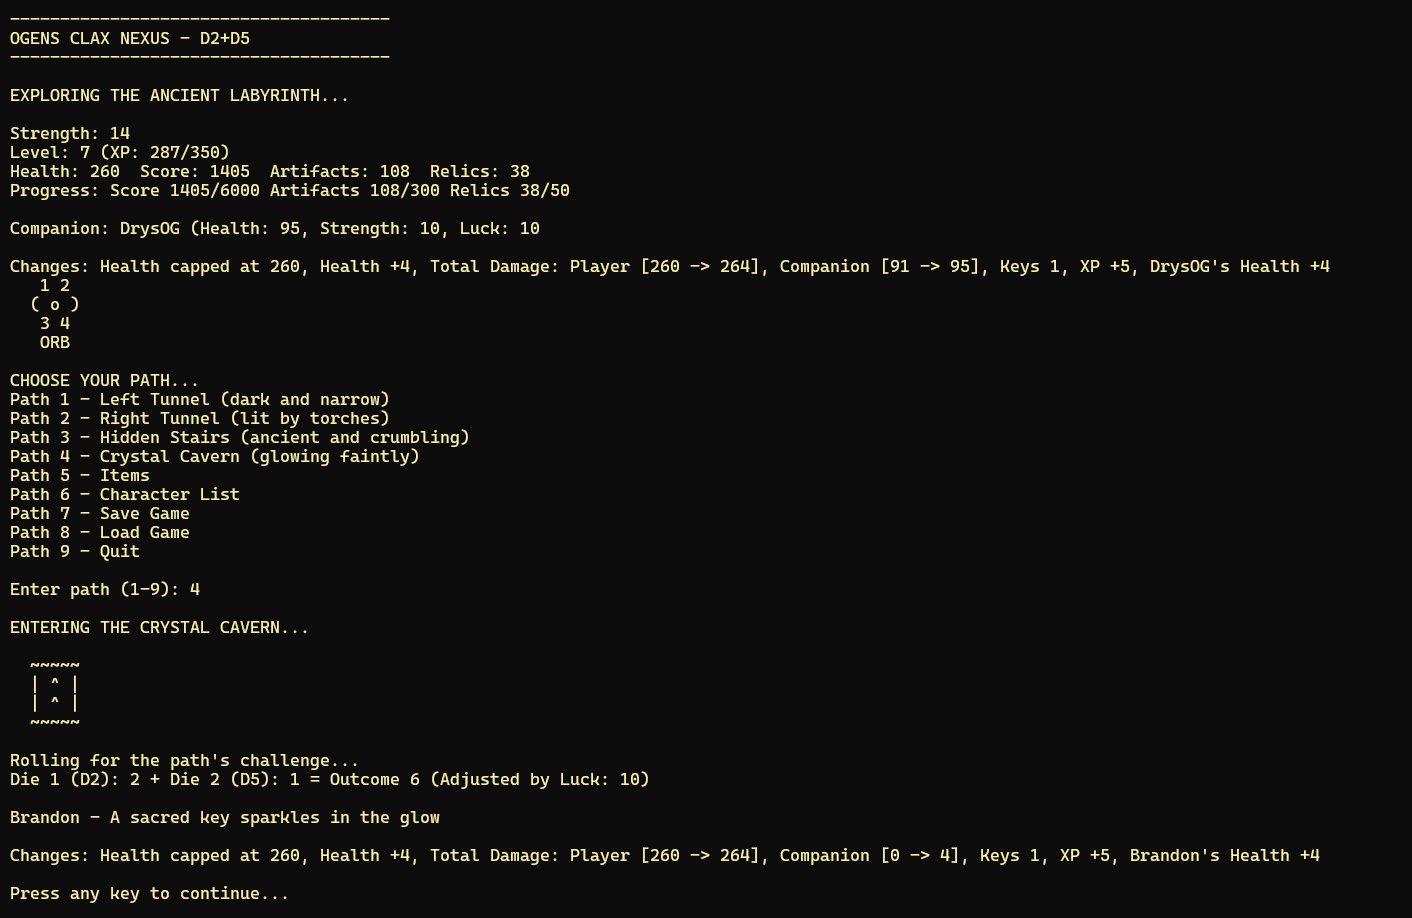 --------------------------------------
OGENS CLAX NEXUS - D2+D5
--------------------------------------
EXPLORING THE ANCIENT LABYRINTH...
Strength: 14
Level: 7 (XP: 287/350)
Health: 260  Score: 1405  Artifacts: 108  Relics: 38
Progress: Score 1405/6000 Artifacts 108/300 Relics 38/50
Companion: DrysOG (Health: 95, Strength: 10, Luck: 10
Changes: Health capped at 260, Health +4, Total Damage: Player [260 -> 264], Companion [91 -> 95], Keys 1, XP +5, DrysOG's Health +4
   1 2
  ( o )
   3 4
   ORB
CHOOSE YOUR PATH...
Path 1 - Left Tunnel (dark and narrow)
Path 2 - Right Tunnel (lit by torches)
Path 3 - Hidden Stairs (ancient and crumbling)
Path 4 - Crystal Cavern (glowing faintly)
Path 5 - Items
Path 6 - Character List
Path 7 - Save Game
Path 8 - Load Game
Path 9 - Quit
Enter path (1-9): 4
ENTERING THE CRYSTAL CAVERN...
  ~~~~~
  | ^ |
  | ^ |
  ~~~~~
Rolling for the path's challenge...
Die 1 (D2): 2 + Die 2 (D5): 1 = Outcome 6 (Adjusted by Luck: 10)
Brandon - A sacred key sparkles in the glow
Changes: Health capped at 260, Health +4, Total Damage: Player [260 -> 264], Companion [0 -> 4], Keys 1, XP +5, Brandon's Health +4
Press any key to continue...